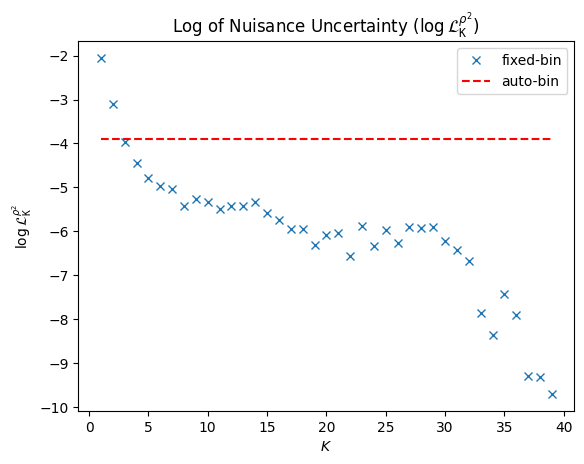 Log of Nuisance Uncertainty (log ℒ_K^{ρ²})
fixed-bin
auto-bin
−2
−3
−4
−5
−6
−7
−8
−9
−10
log ℒ_K^{ρ²}
0 5 10 15 20 25 30 35 40
K